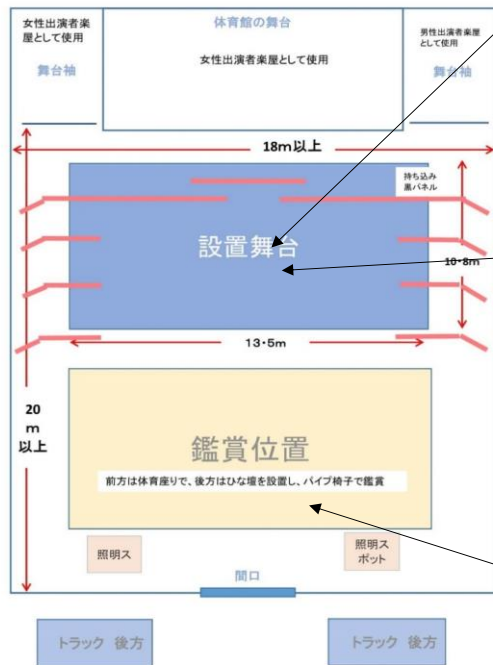 女性出演者楽
屋として使用
舞台袖
体育館の舞台
女性出演者楽屋として使用
男性出演者楽屋
として使用
舞台袖
18m以上
持ち込み
黒パネル
設置舞台
10・8m
13・5m
20
m
以上
鑑賞位置
前方は体育座りで、後方はひな壇を設置し、パイプ椅子で鑑賞
照明ス
照明ス
ポット
間口
トラック 後方
トラック 後方